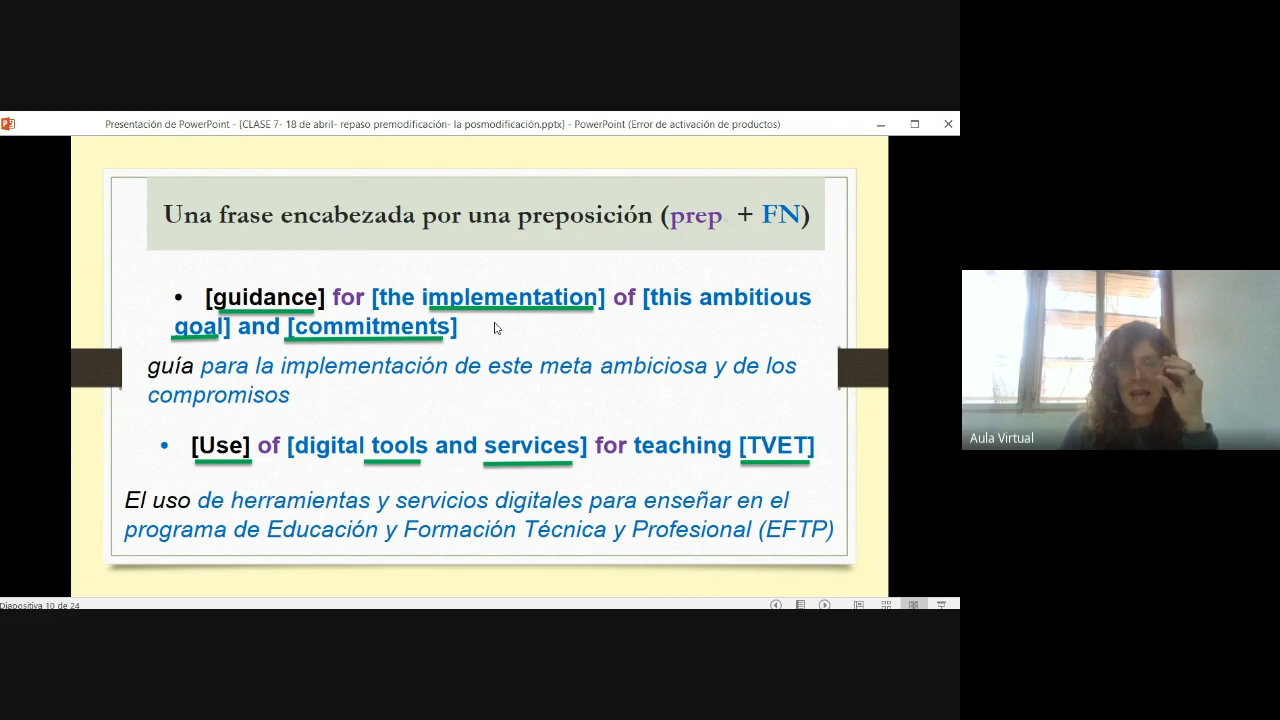 Presentación de PowerPoint - [CLASE 7- 18 de abril- repaso premodificación- la posmodificación.pptx] - PowerPoint (Error de activación de productos)
Una frase encabezada por una preposición (prep + FN)
• [guidance] for [the implementation] of [this ambitious
goal] and [commitments]
guía para la implementación de este meta ambiciosa y de los
compromisos
• [Use] of [digital tools and services] for teaching [TVET]
El uso de herramientas y servicios digitales para enseñar en el
programa de Educación y Formación Técnica y Profesional (EFTP)
Aula Virtual
Diapositiva 10 de 24